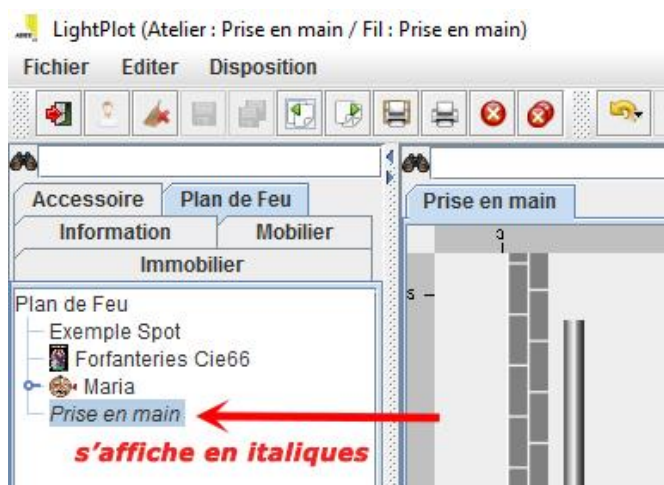 LightPlot (Atelier : Prise en main / Fil : Prise en main)
Fichier Editer Disposition
Accessoire Plan de Feu
Information Mobilier
Immobilier
Prise en main
Plan de Feu
Exemple Spot
Forfanteries Cie66
Maria
Prise en main
s'affiche en italiques